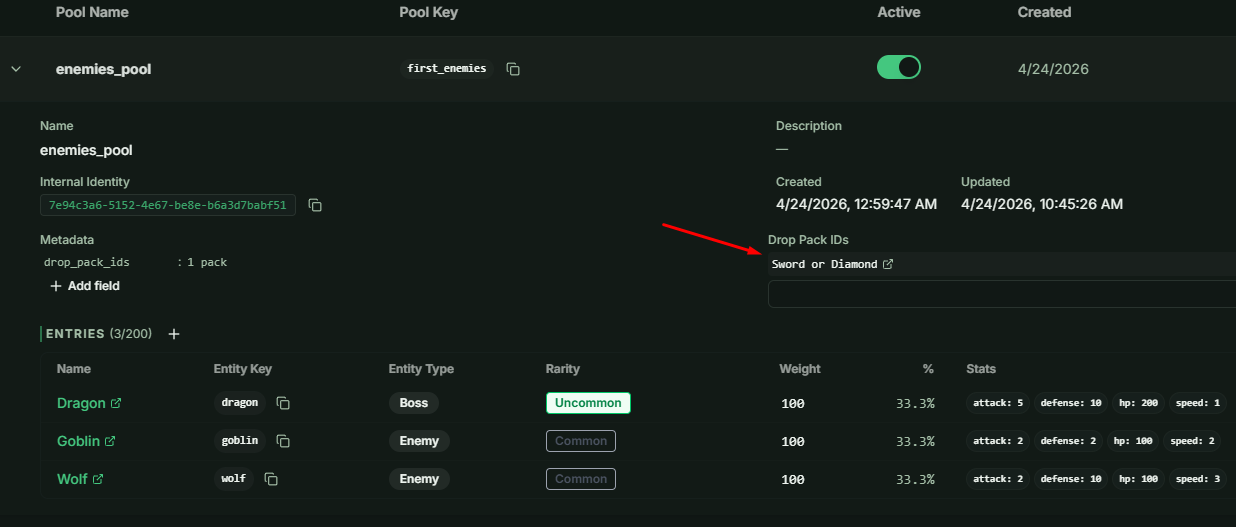 Pool Name Pool Key Active Created
enemies_pool first_enemies 4/24/2026
Name Description
enemies_pool —
Internal Identity Created Updated
7e94c3a6-5152-4e67-be8e-b6a3d7babf51 4/24/2026, 12:59:47 AM 4/24/2026, 10:45:26 AM
Metadata Drop Pack IDs
drop_pack_ids : 1 pack Sword or Diamond
+ Add field
ENTRIES (3/200) +
Name Entity Key Entity Type Rarity Weight % Stats
Dragon dragon Boss Uncommon 100 33.3% attack: 5 defense: 10 hp: 200 speed: 1
Goblin goblin Enemy Common 100 33.3% attack: 2 defense: 2 hp: 100 speed: 2
Wolf wolf Enemy Common 100 33.3% attack: 2 defense: 10 hp: 100 speed: 3